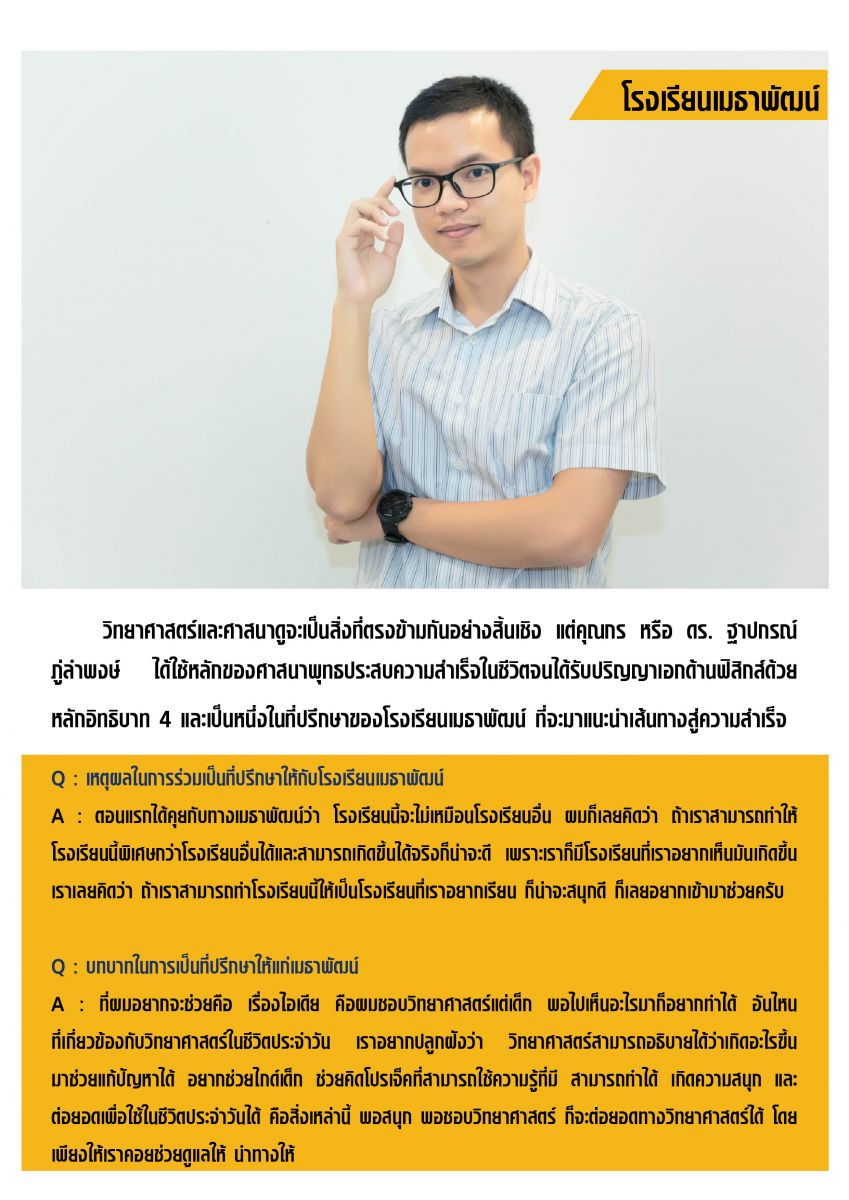 โรงเรียนเมธาพัฒน์
วิทยาศาสตร์และศาสนาดูจะเป็นสิ่งที่ตรงข้ามกันอย่างสิ้นเชิง แต่คุณกร หรือ ดร. ฐาปกรณ์
ภู่ลำพงษ์ ได้ใช้หลักของศาสนาพุทธประสบความสำเร็จในชีวิตจนได้รับปริญญาเอกด้านฟิสิกส์ด้วย
หลักอิทธิบาท 4 และเป็นหนึ่งในที่ปรึกษาของโรงเรียนเมธาพัฒน์ ที่จะมาแนะนำเส้นทางสู่ความสำเร็จ
Q : เหตุผลในการร่วมเป็นที่ปรึกษาให้กับโรงเรียนเมธาพัฒน์
A : ตอนแรกได้คุยกับทางเมธาพัฒน์ว่า โรงเรียนนี้จะไม่เหมือนโรงเรียนอื่น ผมก็เลยคิดว่า ถ้าเราสามารถทำให้
โรงเรียนนี้พิเศษกว่าโรงเรียนอื่นได้และสามารถเกิดขึ้นได้จริงก็น่าจะดี เพราะเราก็มีโรงเรียนที่เราอยากเห็นมันเกิดขึ้น
เราเลยคิดว่า ถ้าเราสามารถทำโรงเรียนนี้ให้เป็นโรงเรียนที่เราอยากเรียน ก็น่าจะสนุกดี ก็เลยอยากเข้ามาช่วยครับ
Q : บทบาทในการเป็นที่ปรึกษาให้แก่เมธาพัฒน์
A : ที่ผมอยากจะช่วยคือ เรื่องไอเดีย คือผมชอบวิทยาศาสตร์แต่เด็ก พอไปเห็นอะไรมาก็อยากทำได้ อันไหน
ที่เกี่ยวข้องกับวิทยาศาสตร์ในชีวิตประจำวัน เราอยากปลูกฝังว่า วิทยาศาสตร์สามารถอธิบายได้ว่าเกิดอะไรขึ้น
มาช่วยแก้ปัญหาได้ อยากช่วยไกด์เด็ก ช่วยคิดโปรเจ็คที่สามารถใช้ความรู้ที่มี สามารถทำได้ เกิดความสนุก และ
ต่อยอดเพื่อใช้ในชีวิตประจำวันได้ คือสิ่งเหล่านี้ พอสนุก พอชอบวิทยาศาสตร์ ก็จะต่อยอดทางวิทยาศาสตร์ได้ โดย
เพียงให้เราคอยช่วยดูแลให้ นำทางให้